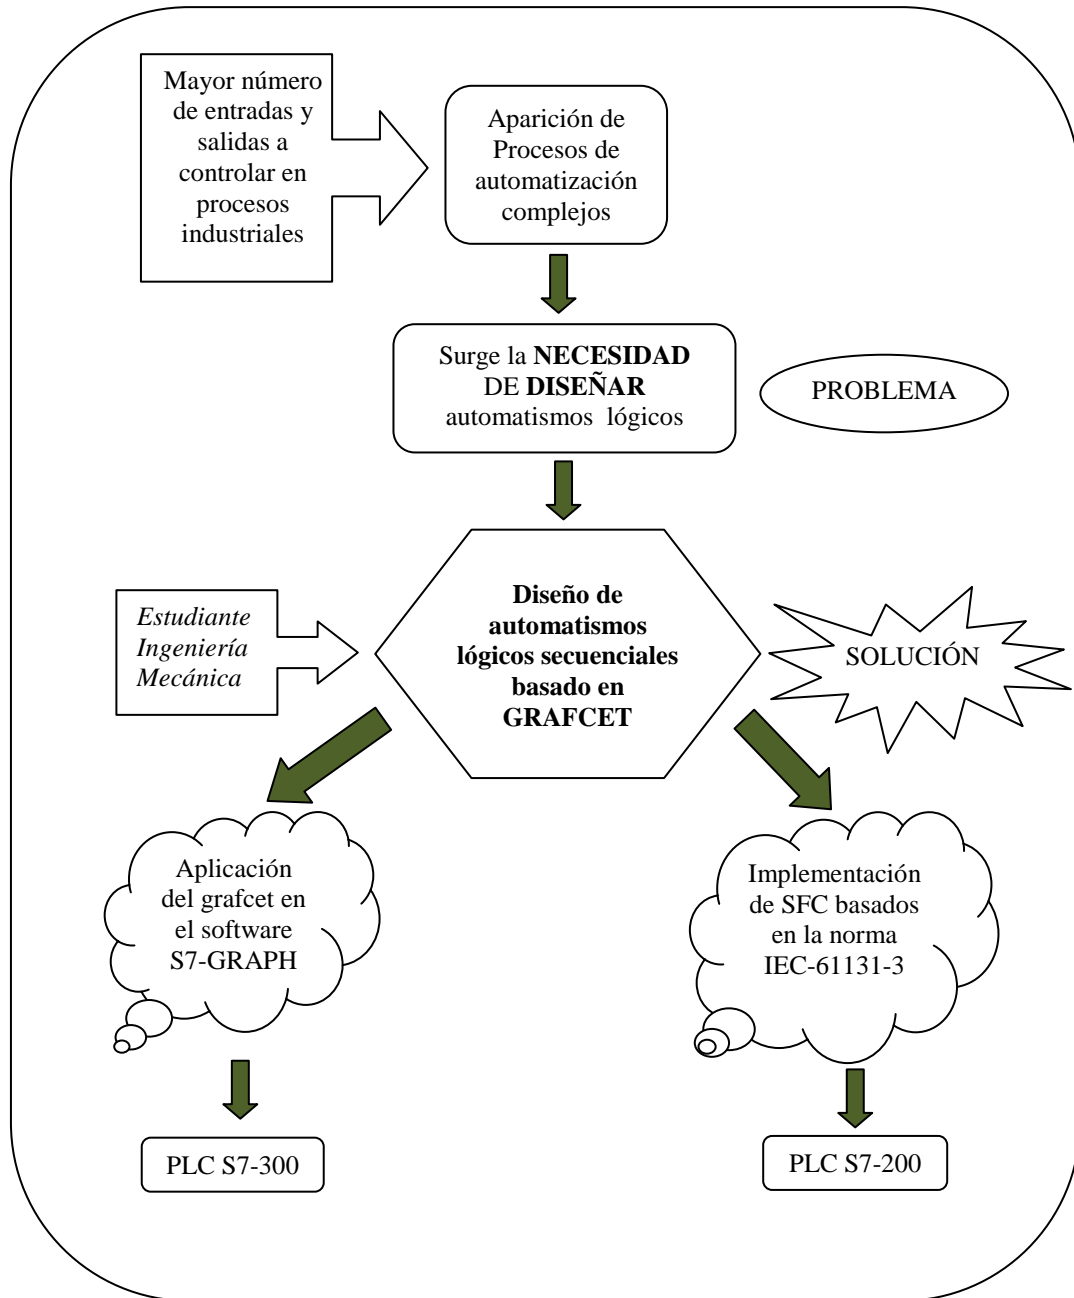 Mayor número
de entradas y
salidas a
controlar en
procesos
industriales
Aparición de
Procesos de
automatización
complejos
Surge la NECESIDAD
DE DISEÑAR
automatismos lógicos
PROBLEMA
Diseño de
automatismos
lógicos secuenciales
basado en
GRAFCET
Estudiante
Ingeniería
Mecánica
SOLUCIÓN
Aplicación
del grafcet en
el software
S7-GRAPH
Implementación
de SFC basados
en la norma
IEC-61131-3
PLC S7-300
PLC S7-200